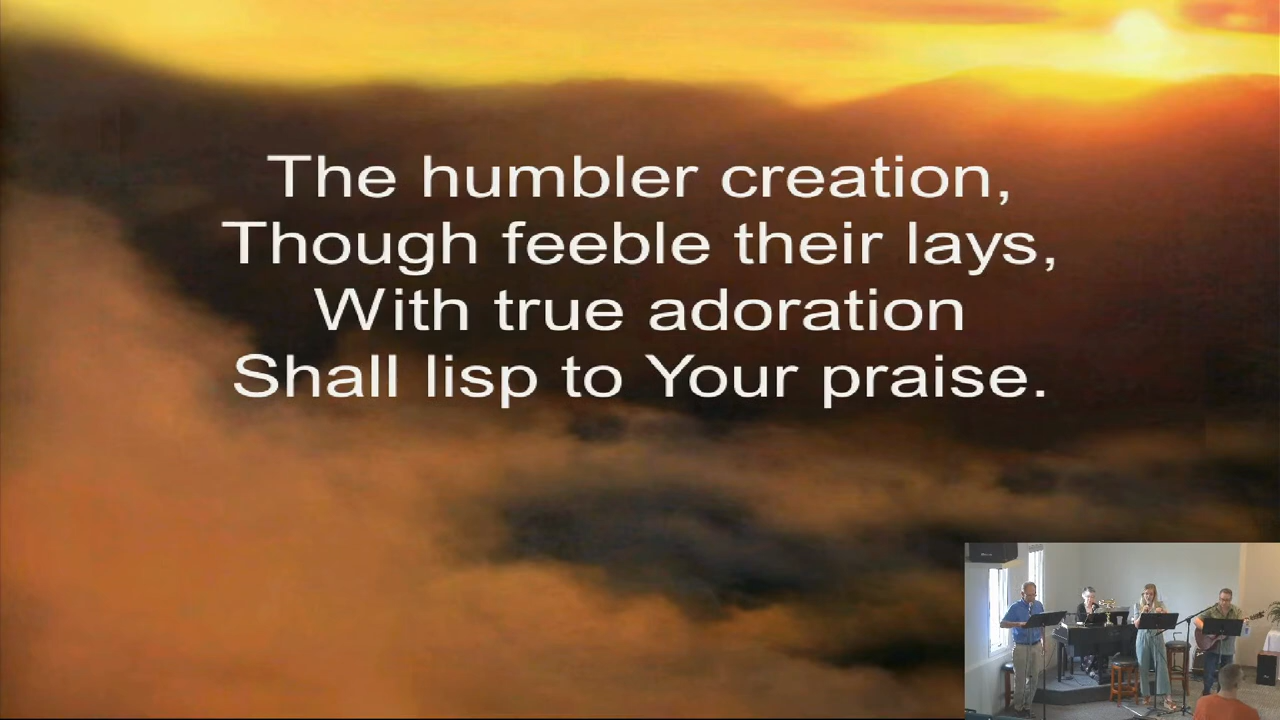 The humbler creation,
Though feeble their lays,
With true adoration
Shall lisp to Your praise.